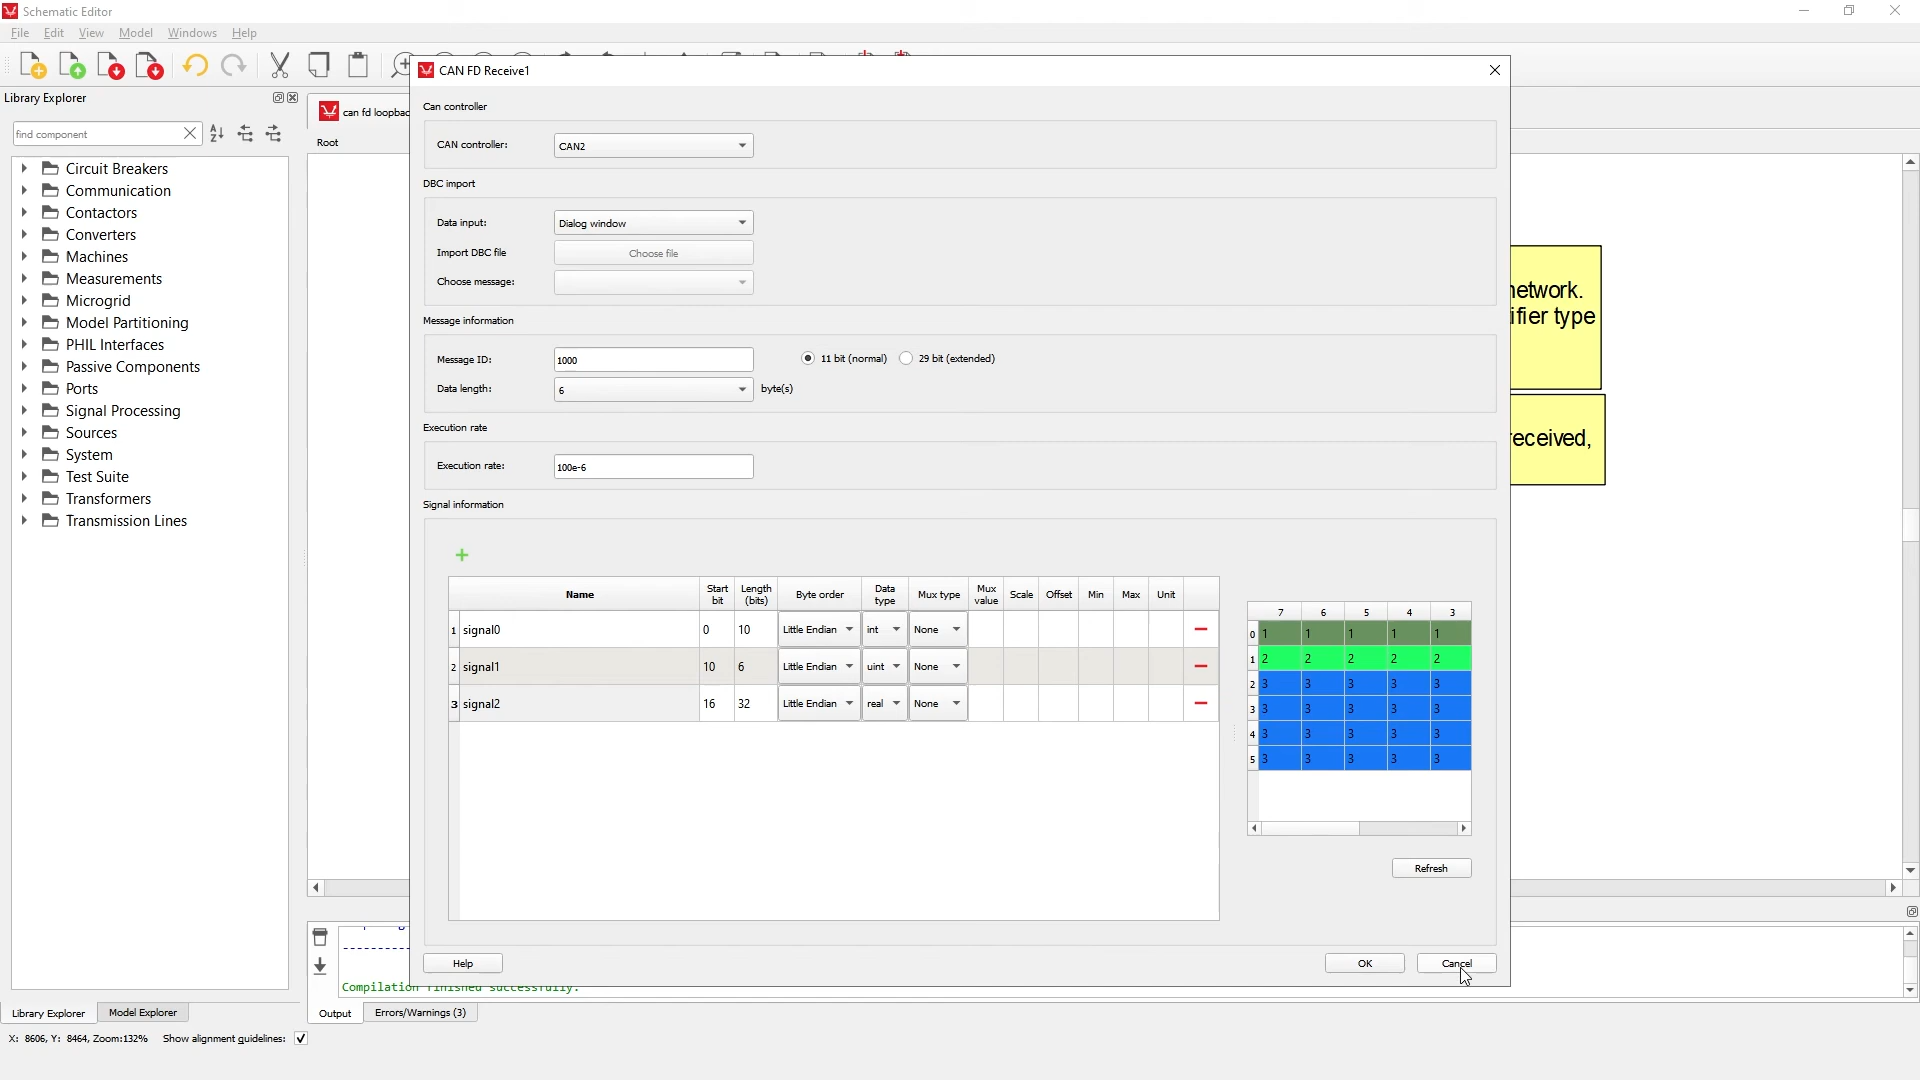 Schematic Editor
File Edit View Model Windows Help
Library Explorer
find component
Circuit Breakers
Communication
Contactors
Converters
Machines
Measurements
Microgrid
Model Partitioning
PHIL Interfaces
Passive Components
Ports
Signal Processing
Sources
System
Test Suite
Transformers
Transmission Lines
Library Explorer Model Explorer
X: 8606, Y: 8464, Zoom:132% Show alignment guidelines:
can fd loopbac
Root
CAN FD Receive1
Can controller
CAN controller: CAN2
DBC import
Data input: Dialog window
Import DBC file Choose file
Choose message:
Message information
Message ID: 1000 11 bit (normal) 29 bit (extended)
Data length: 6 byte(s)
Execution rate
Execution rate: 100e-6
Signal information
Name Start bit Length (bits) Byte order Data type Mux type Mux value Scale Offset Min Max Unit
1 signal0 0 10 Little Endian int None
2 signal1 10 6 Little Endian uint None
3 signal2 16 32 Little Endian real None
7 6 5 4 3
0 1 1 1 1 1
1 2 2 2 2 2
2 3 3 3 3 3
3 3 3 3 3 3
4 3 3 3 3 3
5 3 3 3 3 3
Refresh
Help OK Cancel
network.
ifier type
eceived,
Compilation finished successfully.
Output Errors/Warnings (3)